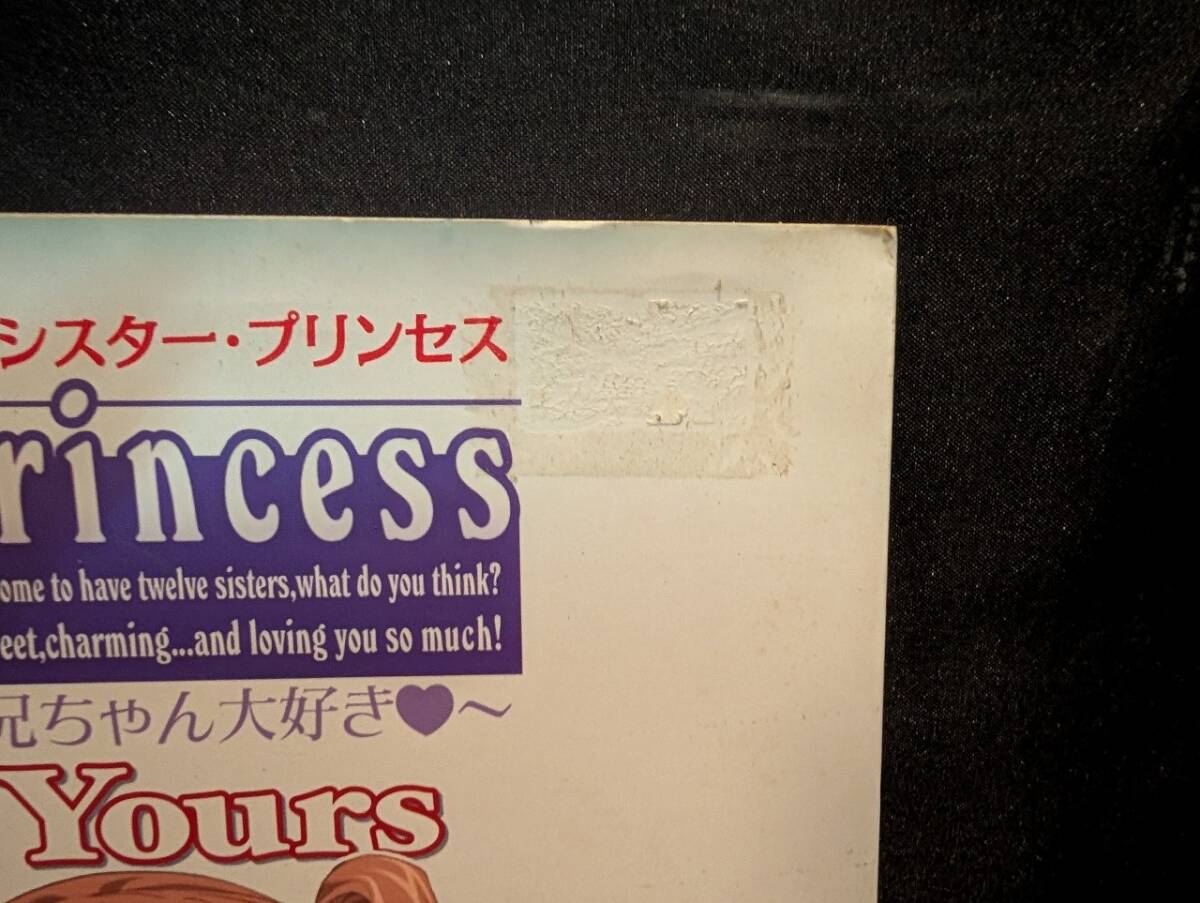 シスター・プリンセス
rincess
ome to have twelve sisters,what do you think?
eet,charming...and loving you so much!
兄ちゃん大好き♥～
Yours